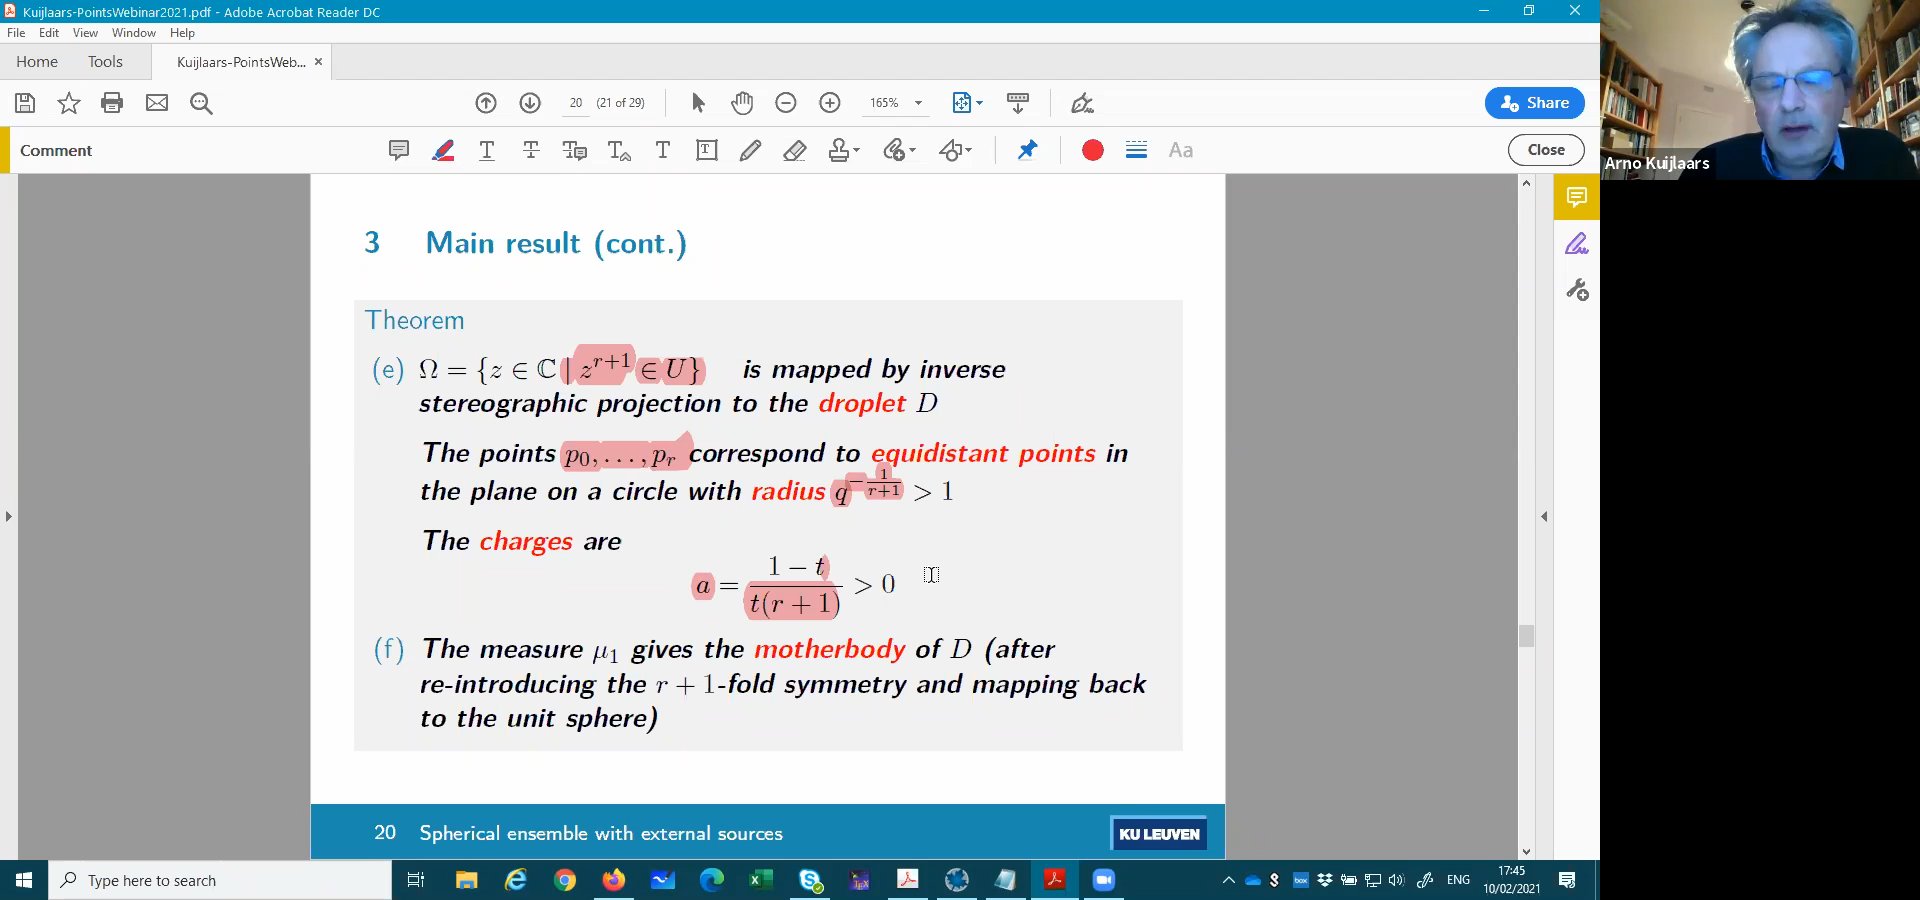 Kuijlaars-PointsWebinar2021.pdf - Adobe Acrobat Reader DC
File Edit View Window Help
Home Tools Kuijlaars-PointsWeb... ×
20 (21 of 29) 165% Share
Comment Aa Close
Arno Kuijlaars
3 Main result (cont.)
Theorem
(e) Ω = {z ∈ ℂ | z^{r+1} ∈ U} is mapped by inverse
stereographic projection to the droplet D
The points p₀, . . . , pᵣ correspond to equidistant points in
the plane on a circle with radius q^{-\frac{1}{r+1}} > 1
The charges are
a = \frac{1 − t}{t(r + 1)} > 0
(f) The measure μ₁ gives the motherbody of D (after
re-introducing the r + 1-fold symmetry and mapping back
to the unit sphere)
20 Spherical ensemble with external sources KU LEUVEN
Type here to search
ENG
17:45
10/02/2021